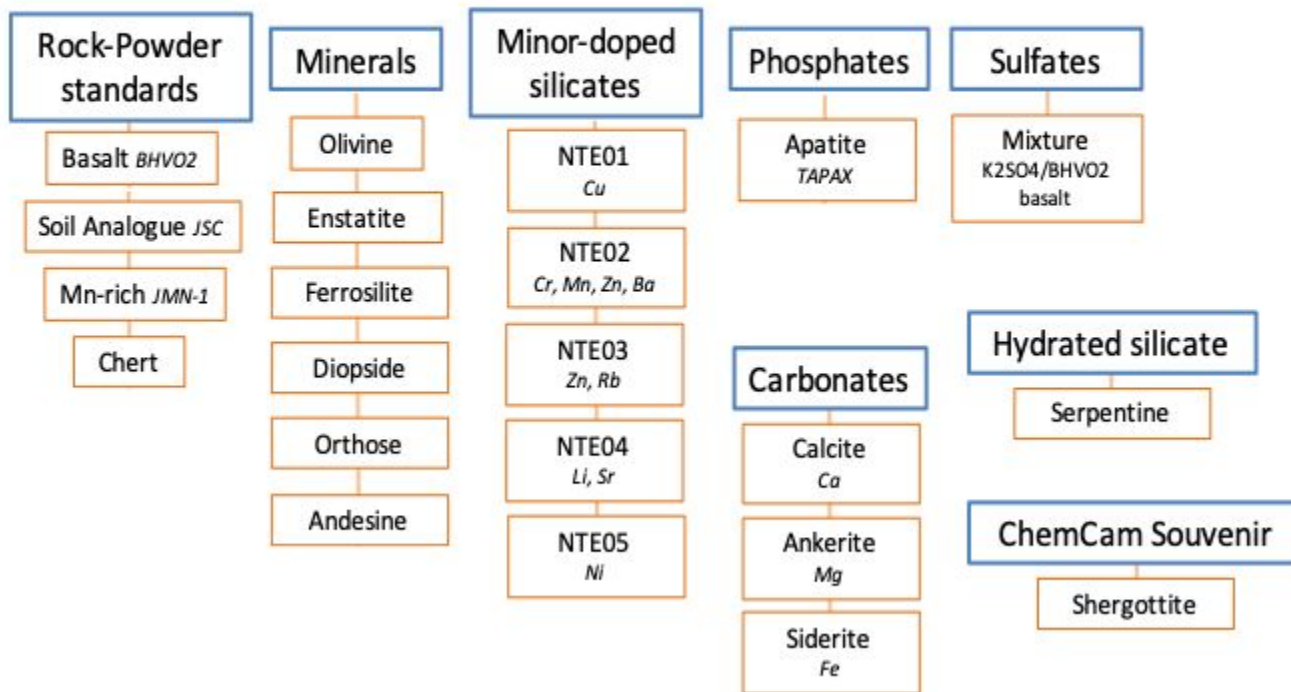 Rock-Powder
standards
Basalt BHVO2
Soil Analogue JSC
Mn-rich JMN-1
Chert
Minerals
Olivine
Enstatite
Ferrosilite
Diopside
Orthose
Andesine
Minor-doped
silicates
NTE01
Cu
NTE02
Cr, Mn, Zn, Ba
NTE03
Zn, Rb
NTE04
Li, Sr
NTE05
Ni
Phosphates
Apatite
TAPAX
Sulfates
Mixture
K2SO4/BHVO2
basalt
Carbonates
Calcite
Ca
Ankerite
Mg
Siderite
Fe
Hydrated silicate
Serpentine
ChemCam Souvenir
Shergottite